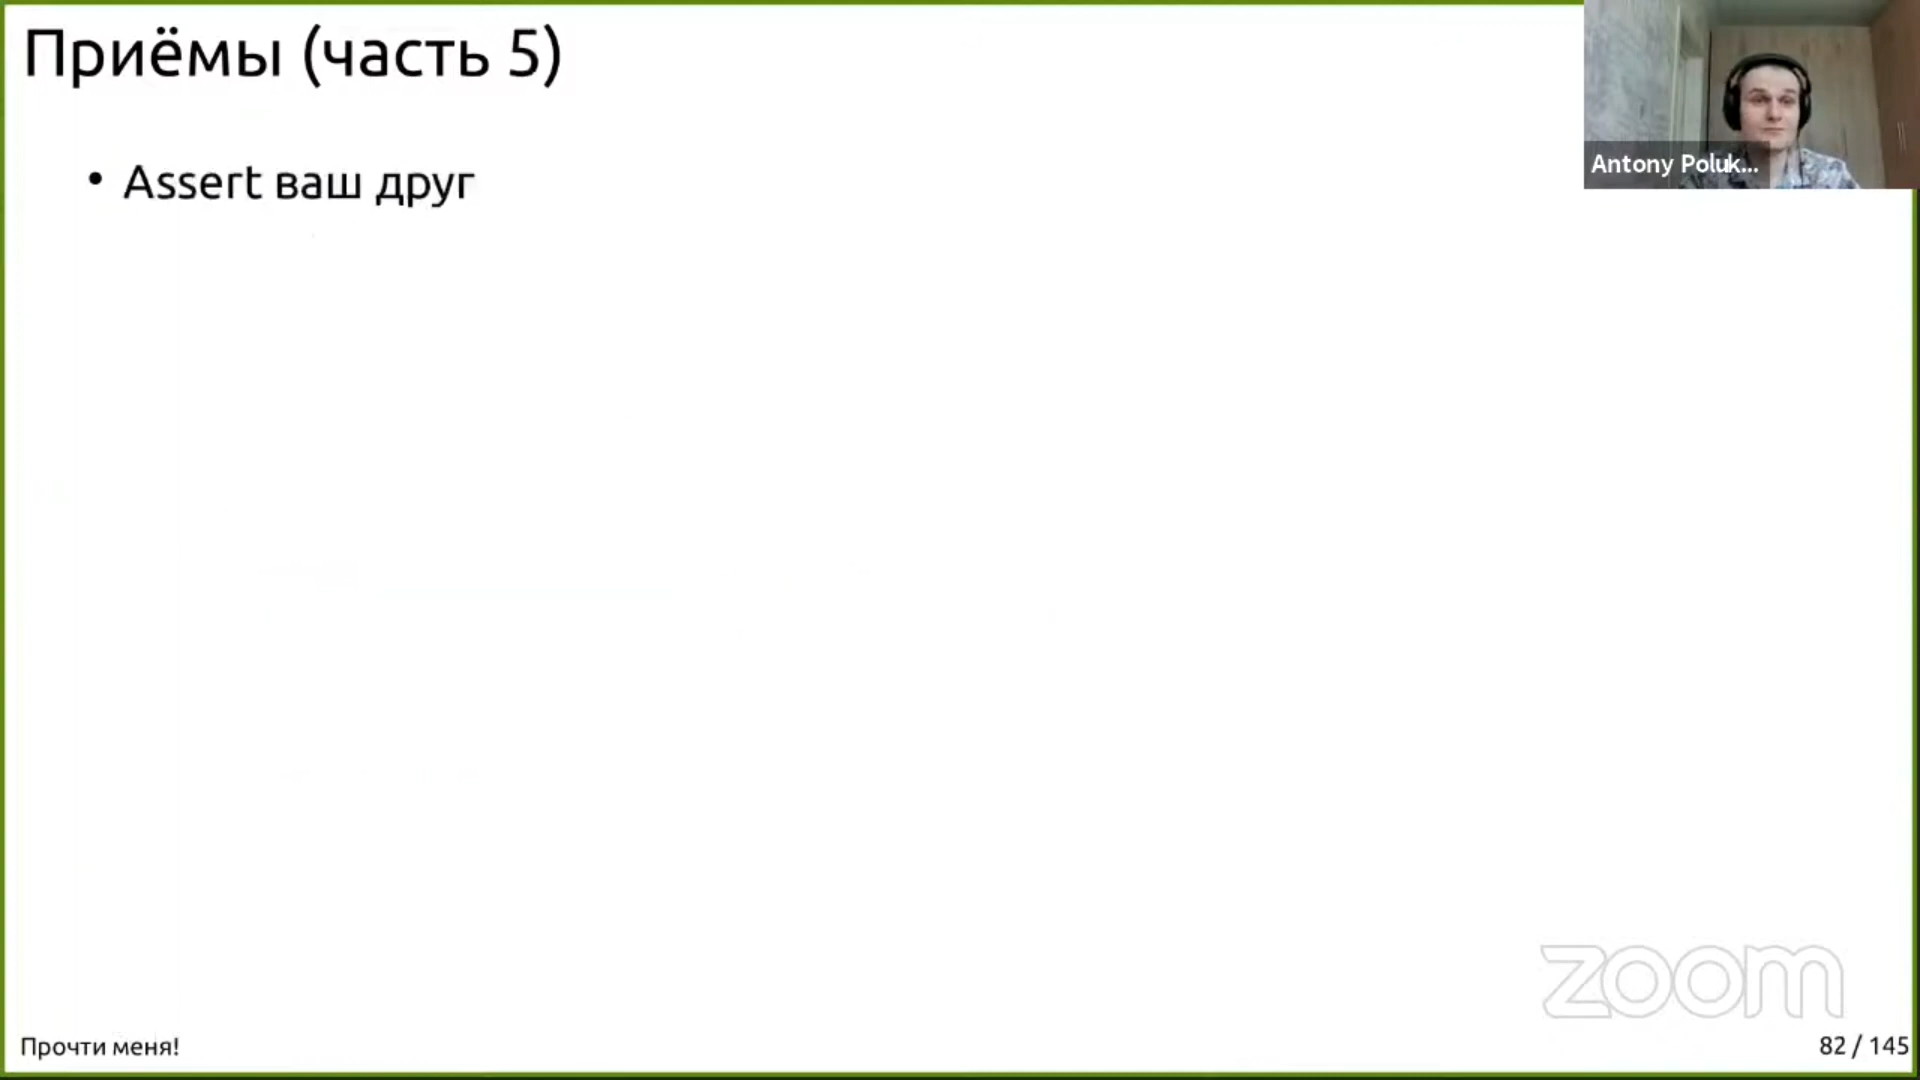 Приёмы (часть 5)
• Assert ваш друг
Antony Poluk...
zoom
Прочти меня!
82 / 145